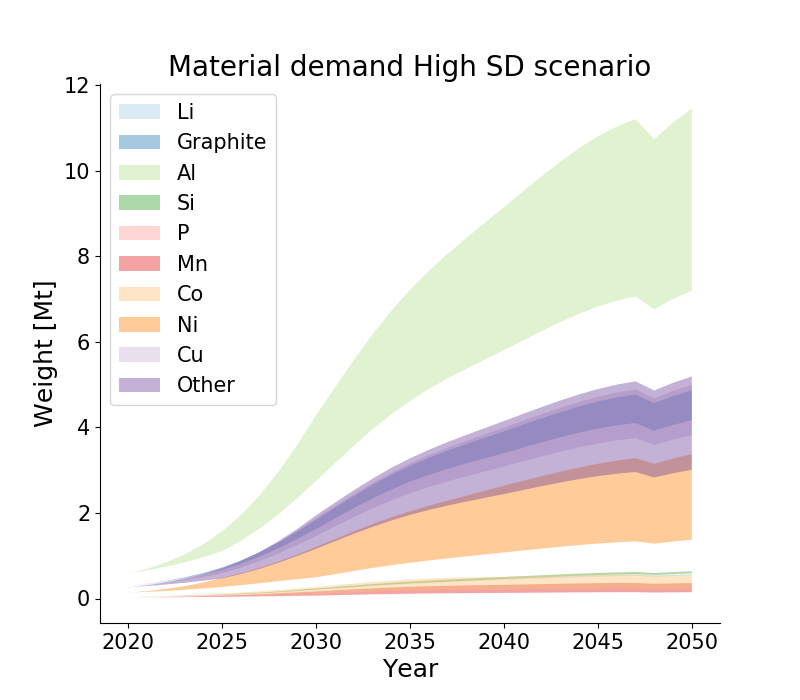 Material demand High SD scenario
12
10
8
6
4
2
0
Weight [Mt]
Li
Graphite
Al
Si
P
Mn
Co
Ni
Cu
Other
2020 2025 2030 2035 2040 2045 2050
Year